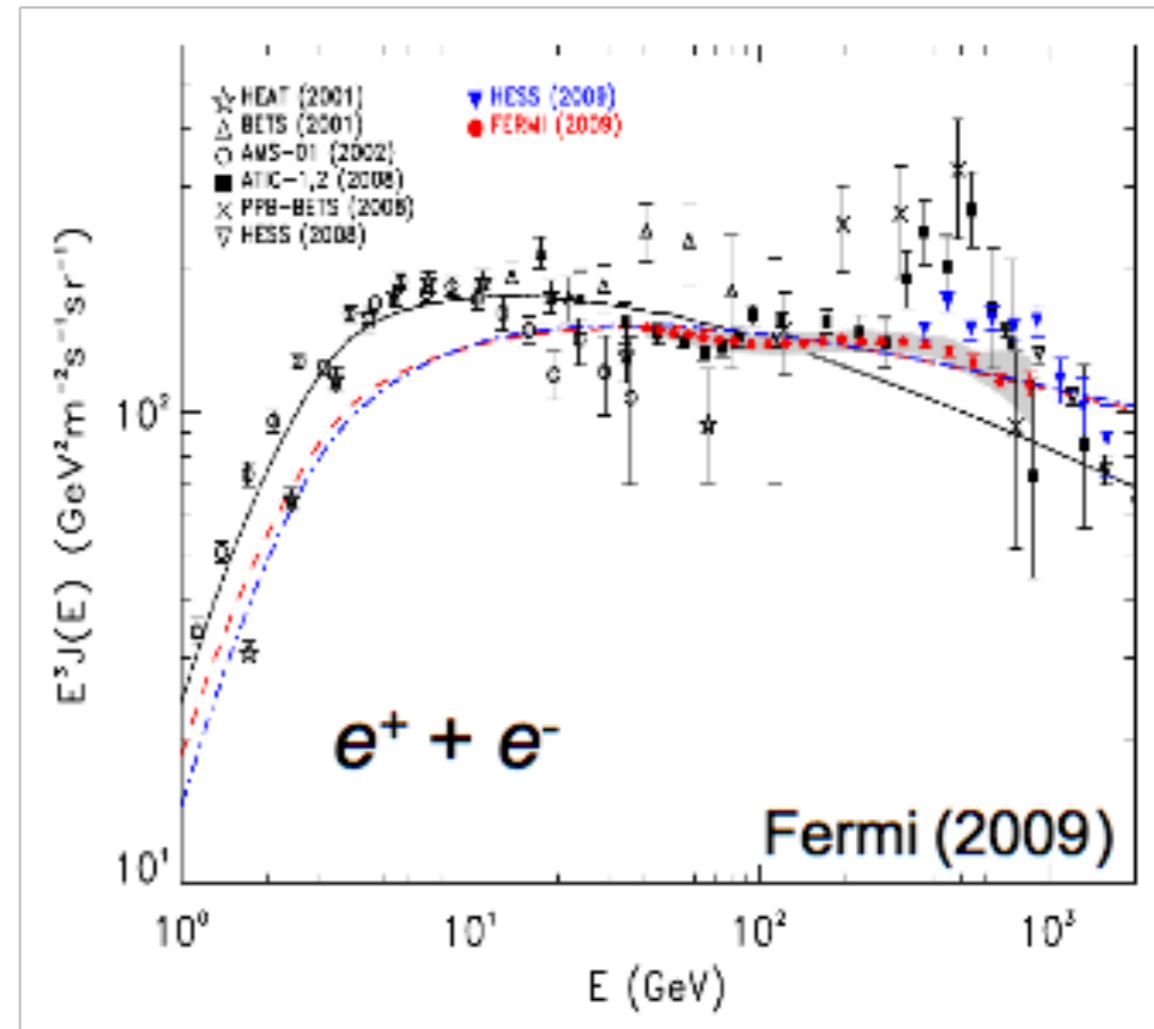 HEAT (2001)
BETS (2001)
AMS-01 (2002)
ATIC-1,2 (2008)
PPB-BETS (2008)
HESS (2008)
HESS (2009)
FERMI (2009)
E³J(E) (GeV²m⁻²s⁻¹sr⁻¹)
10²
10¹
e⁺ + e⁻
Fermi (2009)
10⁰ 10¹ 10² 10³
E (GeV)